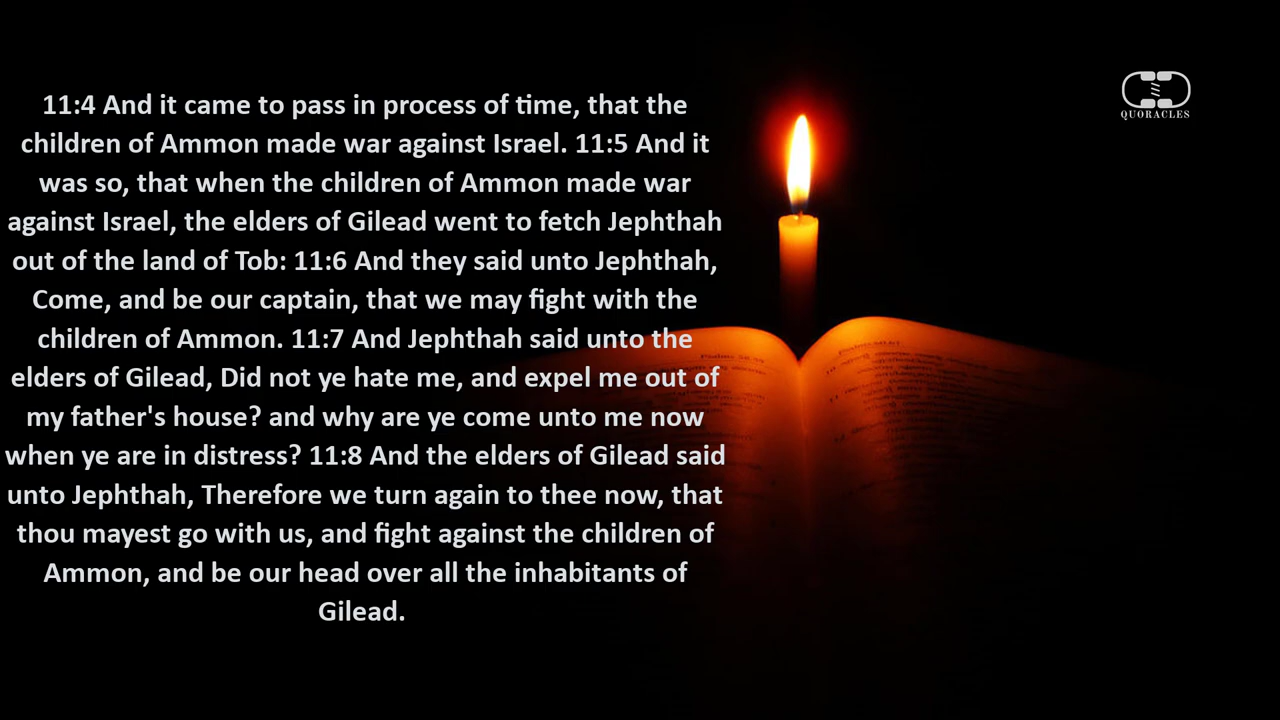 11:4 And it came to pass in process of time, that the
children of Ammon made war against Israel. 11:5 And it
was so, that when the children of Ammon made war
against Israel, the elders of Gilead went to fetch Jephthah
out of the land of Tob: 11:6 And they said unto Jephthah,
Come, and be our captain, that we may fight with the
children of Ammon. 11:7 And Jephthah said unto the
elders of Gilead, Did not ye hate me, and expel me out of
my father's house? and why are ye come unto me now
when ye are in distress? 11:8 And the elders of Gilead said
unto Jephthah, Therefore we turn again to thee now, that
thou mayest go with us, and fight against the children of
Ammon, and be our head over all the inhabitants of
Gilead.
QUORACLES